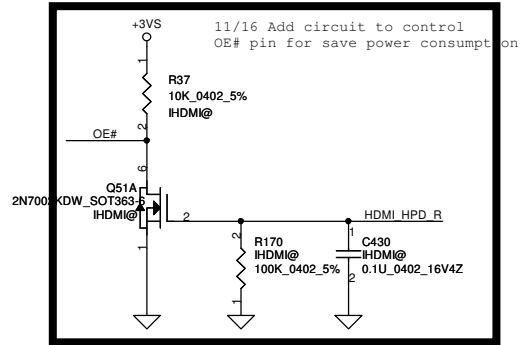 +3VS
11/16 Add circuit to control
OE# pin for save power consumption
1
R37
10K_0402_5%
IHDMI@
2
OE#
6
Q51A
2N7002KDW_SOT363-6
IHDMI@
2
HDMI_HPD_R
1
2
R170
IHDMI@
100K_0402_5%
1
1
C430
IHDMI@
0.1U_0402_16V4Z
2